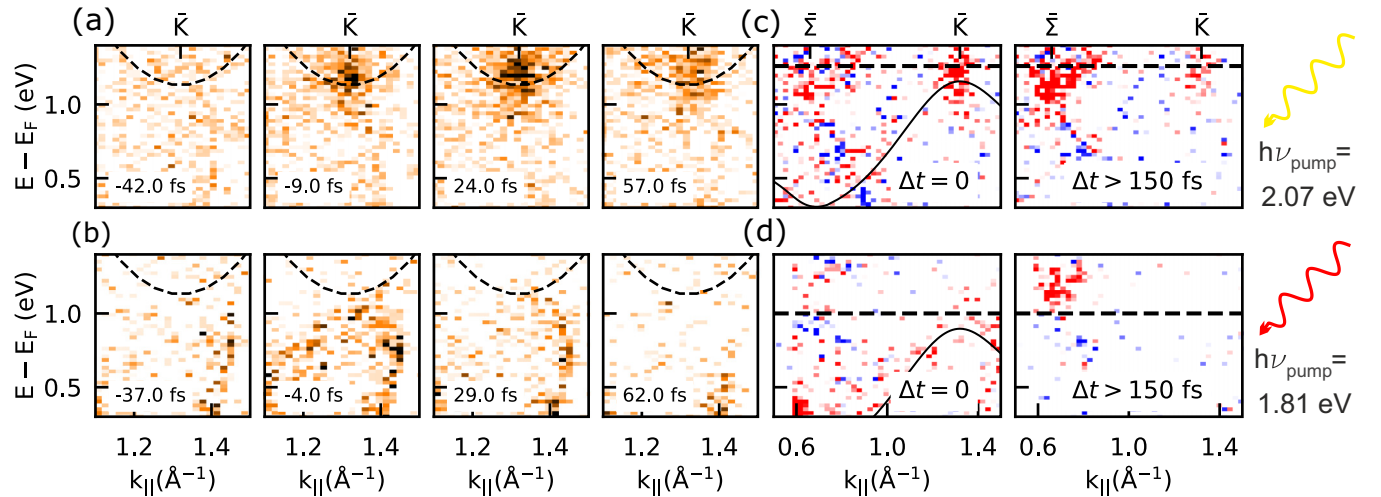 (a) K̄ K̄ K̄ K̄ (c) Σ̄ K̄ Σ̄ K̄
E − E_F (eV)
1.0
0.5
-42.0 fs -9.0 fs 24.0 fs 57.0 fs Δt = 0 Δt > 150 fs
hν_pump=
2.07 eV
(b) (d)
E − E_F (eV)
1.0
0.5
-37.0 fs -4.0 fs 29.0 fs 62.0 fs Δt = 0 Δt > 150 fs
hν_pump=
1.81 eV
1.2 1.4 1.2 1.4 1.2 1.4 1.2 1.4 0.6 1.0 1.4 0.6 1.0 1.4
k_||(Å⁻¹) k_||(Å⁻¹) k_||(Å⁻¹) k_||(Å⁻¹) k_||(Å⁻¹) k_||(Å⁻¹)